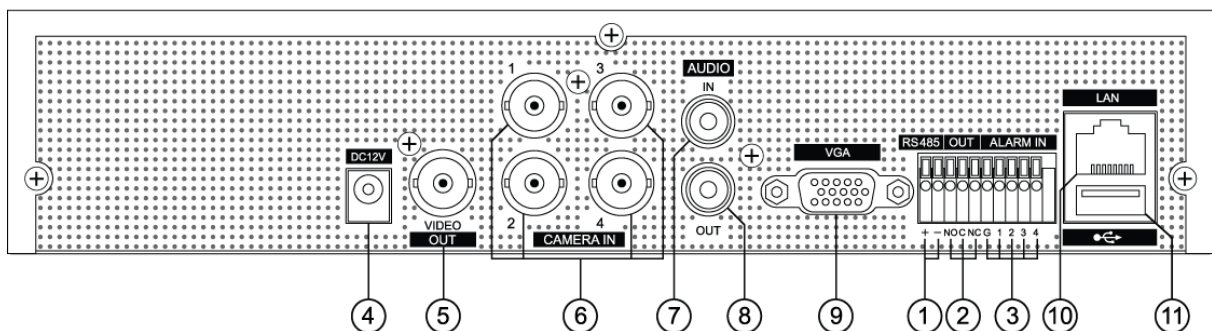 1 3 AUDIO
IN
LAN
DC12V
VGA
RS485 OUT ALARM IN
2 VIDEO 4 OUT
OUT CAMERA IN
+ − NO C NC G 1 2 3 4
4 5 6 7 8 9 1 2 3 10 11